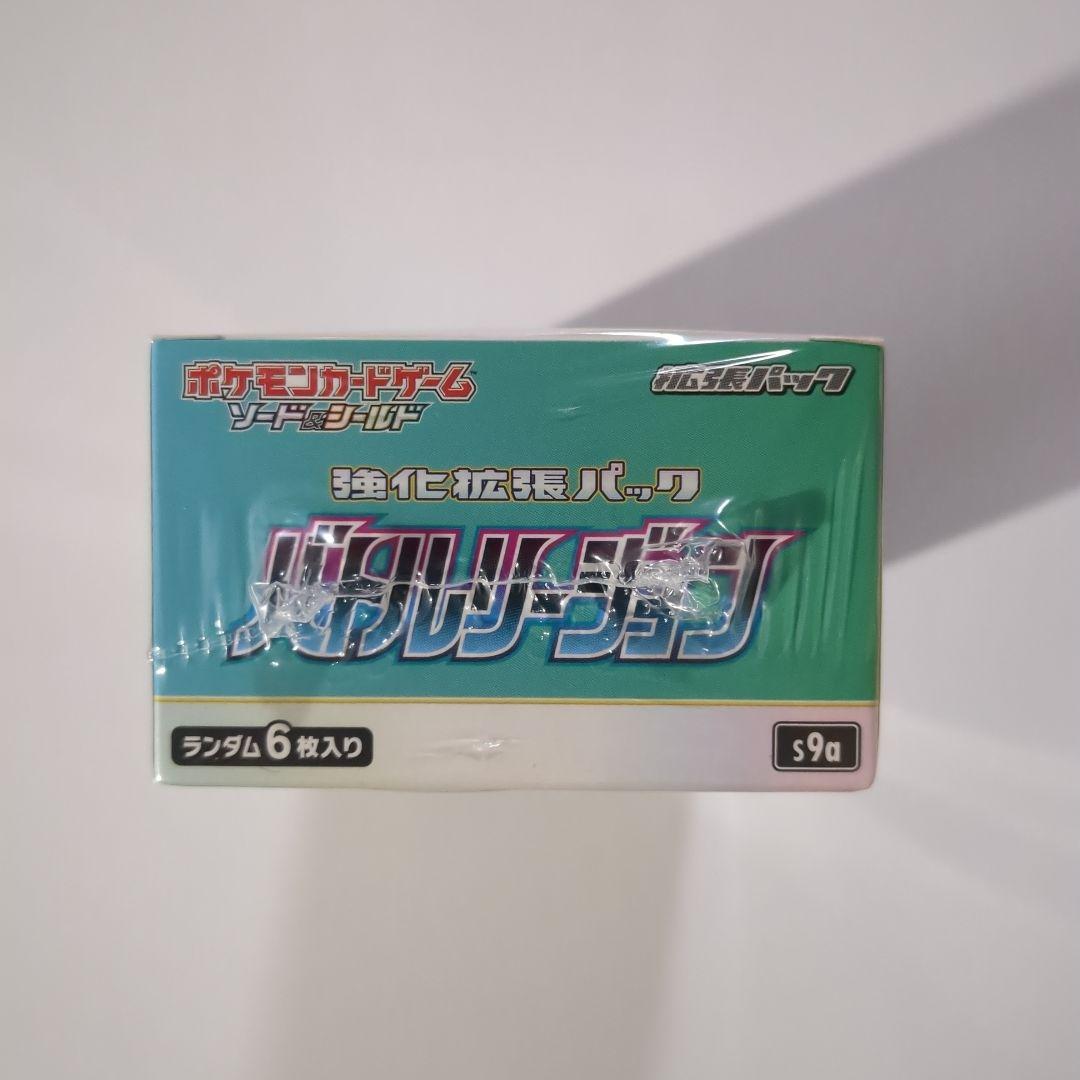 ポケモンカードゲーム
ソード&シールド
拡張パック
強化拡張パック
バトルリージョン
ランダム6枚入り
s9a